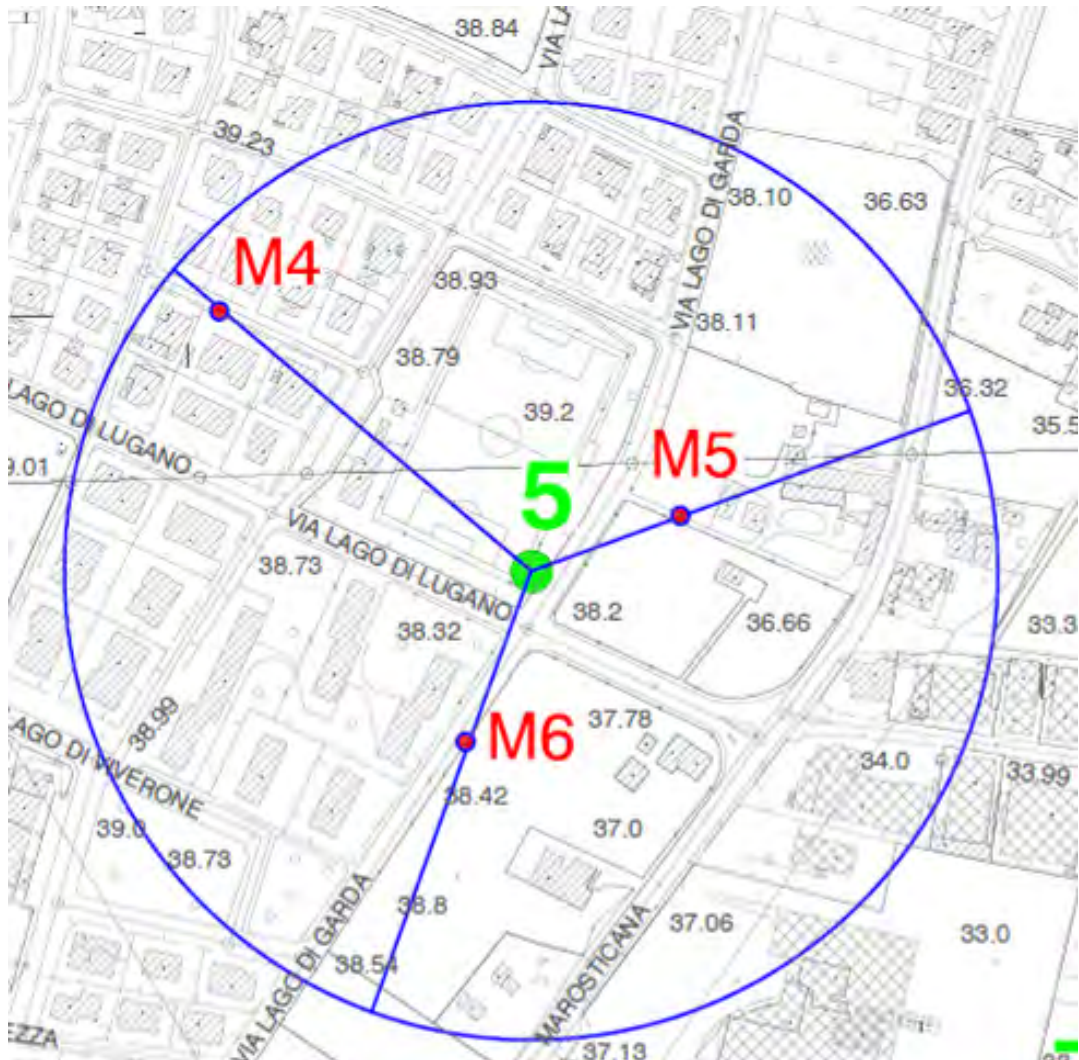 38.84
VIA LA
39.23
VIA LAGO DI GARDA
38.10
36.63
M4
38.93
38.11
38.79
36.32
39.2
35.5
LAGO DI LUGANO
9.01
M5
5
VIA LAGO DI LUGANO
38.73
38.2
38.32
36.66
33.3
38.99
37.78
M6
LAGO DI VIVERONE
34.0
33.99
38.42
39.0
37.0
38.73
38.8
37.06
33.0
38.54
VIA LAGO DI GARDA
MAROSTICANA
EZZA
37.13